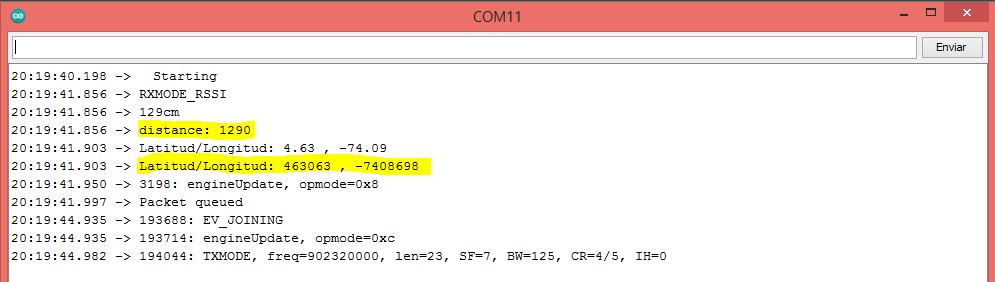 COM11
Enviar
20:19:40.198 ->   Starting
20:19:41.856 -> RXMODE_RSSI
20:19:41.856 -> 129cm
20:19:41.856 -> distance: 1290
20:19:41.903 -> Latitud/Longitud: 4.63 , -74.09
20:19:41.903 -> Latitud/Longitud: 463063 , -7408698
20:19:41.950 -> 3198: engineUpdate, opmode=0x8
20:19:41.997 -> Packet queued
20:19:44.935 -> 193688: EV_JOINING
20:19:44.935 -> 193714: engineUpdate, opmode=0xc
20:19:44.982 -> 194044: TXMODE, freq=902320000, len=23, SF=7, BW=125, CR=4/5, IH=0